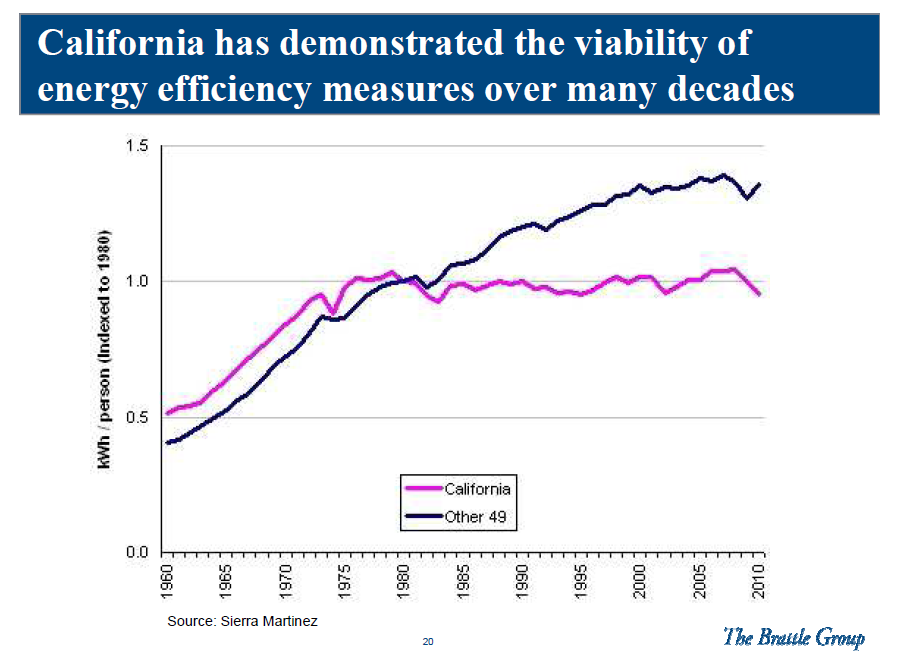 California has demonstrated the viability of
energy efficiency measures over many decades
1.5
1.0
0.5
0.0
kWh / person (Indexed to 1980)
California
Other 49
1960
1965
1970
1975
1980
1985
1990
1995
2000
2005
2010
Source: Sierra Martinez
20
The Brattle Group